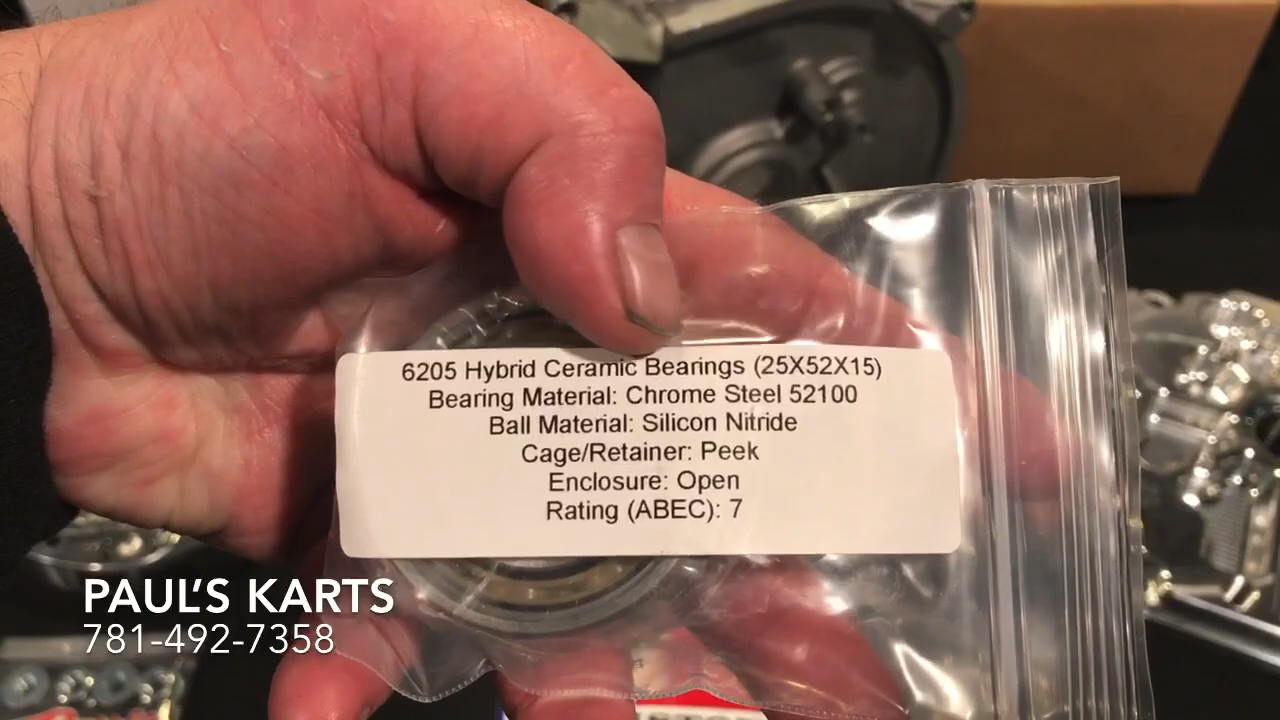 6205 Hybrid Ceramic Bearings (25X52X15)
Bearing Material: Chrome Steel 52100
Ball Material: Silicon Nitride
Cage/Retainer: Peek
Enclosure: Open
Rating (ABEC): 7
PAUL'S KARTS
781-492-7358